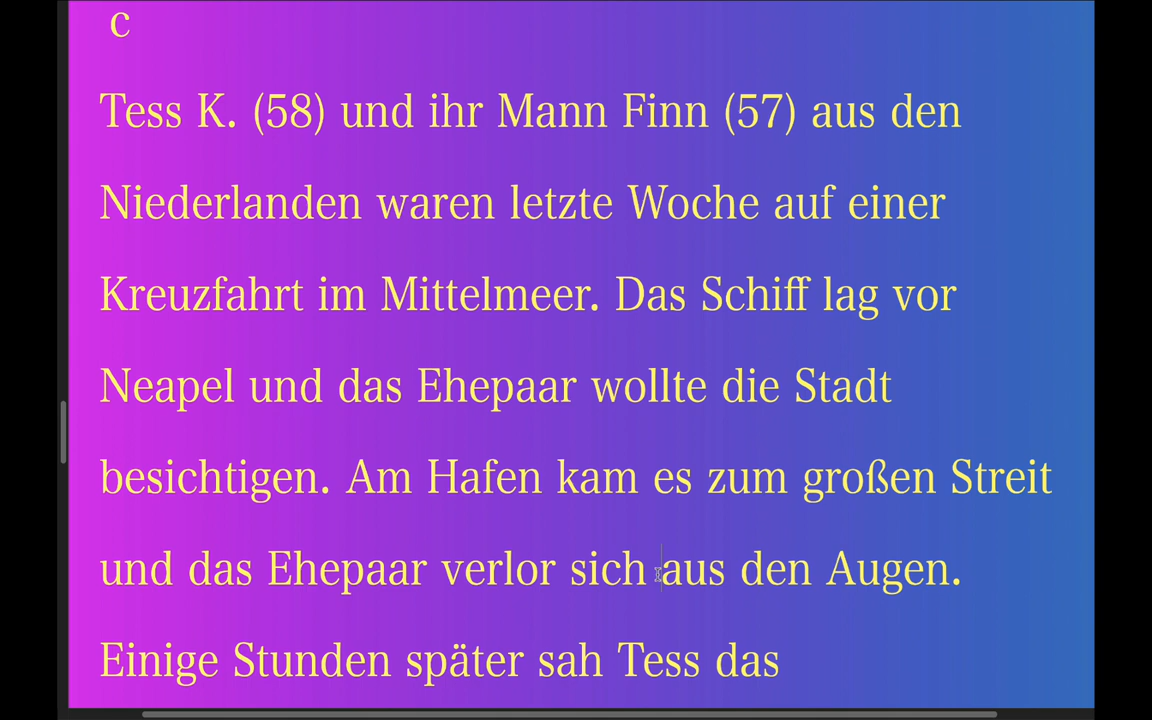 c
Tess K. (58) und ihr Mann Finn (57) aus den
Niederlanden waren letzte Woche auf einer
Kreuzfahrt im Mittelmeer. Das Schiff lag vor
Neapel und das Ehepaar wollte die Stadt
besichtigen. Am Hafen kam es zum großen Streit
und das Ehepaar verlor sich aus den Augen.
Einige Stunden später sah Tess das